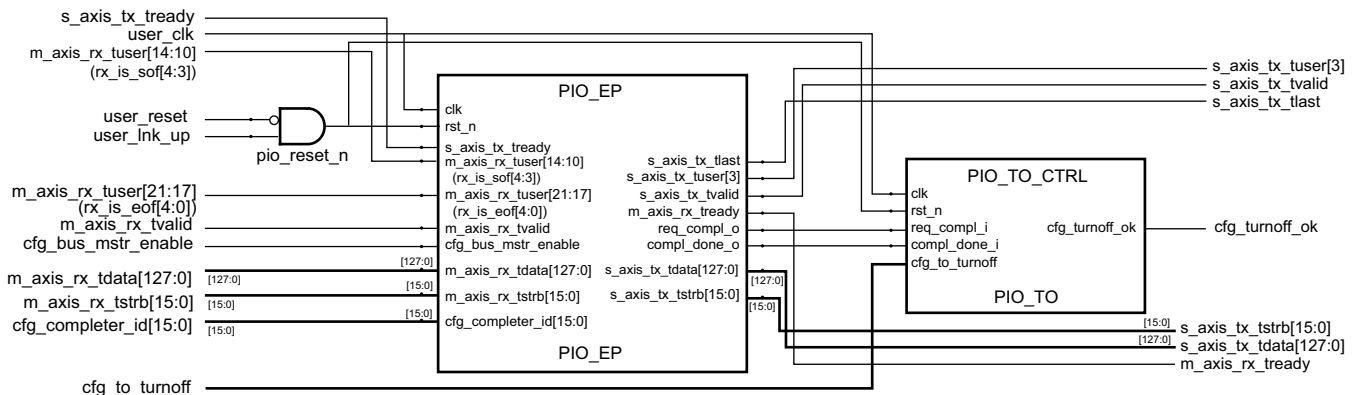 s_axis_tx_tready
user_clk
m_axis_rx_tuser[14:10]
(rx_is_sof[4:3])
user_reset
user_lnk_up
pio_reset_n
m_axis_rx_tuser[21:17]
(rx_is_eof[4:0])
m_axis_rx_tvalid
cfg_bus_mstr_enable
m_axis_rx_tdata[127:0]
[127:0]
[127:0]
m_axis_rx_tstrb[15:0]
[15:0]
[15:0]
cfg_completer_id[15:0]
[15:0]
[15:0]
cfg_to_turnoff
PIO_EP
clk
rst_n
s_axis_tx_tready
m_axis_rx_tuser[14:10]
(rx_is_sof[4:3])
m_axis_rx_tuser[21:17]
(rx_is_eof[4:0])
m_axis_rx_tvalid
cfg_bus_mstr_enable
m_axis_rx_tdata[127:0]
m_axis_rx_tstrb[15:0]
cfg_completer_id[15:0]
s_axis_tx_tlast
s_axis_tx_tuser[3]
s_axis_tx_tvalid
m_axis_rx_tready
req_compl_o
compl_done_o
s_axis_tx_tdata[127:0]
[127:0]
s_axis_tx_tstrb[15:0]
[15:0]
PIO_EP
PIO_TO_CTRL
clk
rst_n
req_compl_i
compl_done_i
cfg_to_turnoff
cfg_turnoff_ok
PIO_TO
s_axis_tx_tuser[3]
s_axis_tx_tvalid
s_axis_tx_tlast
cfg_turnoff_ok
[15:0]
s_axis_tx_tstrb[15:0]
[127:0]
s_axis_tx_tdata[127:0]
m_axis_rx_tready